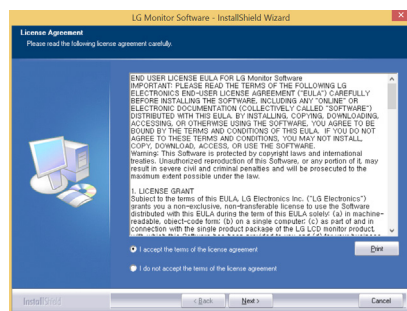 LG Monitor Software - InstallShield Wizard
License Agreement
Please read the following license agreement carefully.
END USER LICENSE EULA FOR LG Monitor Software
IMPORTANT: PLEASE READ THE TERMS OF THE FOLLOWING LG
ELECTRONICS END-USER LICENSE AGREEMENT ("EULA") CAREFULLY
BEFORE INSTALLING THE SOFTWARE, INCLUDING ANY "ONLINE" OR
ELECTRONIC DOCUMENTATION (COLLECTIVELY CALLED "SOFTWARE")
DISTRIBUTED WITH THIS EULA. BY INSTALLING, COPYING, DOWNLOADING,
ACCESSING, OR OTHERWISE USING THE SOFTWARE, YOU AGREE TO BE
BOUND BY THE TERMS AND CONDITIONS OF THIS EULA. IF YOU DO NOT
AGREE TO THESE TERMS AND CONDITIONS, YOU MAY NOT INSTALL,
COPY, DOWNLOAD, ACCESS, OR USE THE SOFTWARE.
Warning: This Software is protected by copyright laws and international
treaties. Unauthorized reproduction of this Software, or any portion of it, may
result in severe civil and criminal penalties and will be prosecuted to the
maximum extent possible under the law.
1. LICENSE GRANT
Subject to the terms of this EULA, LG Electronics Inc. ("LG Electronics")
grants you a non-exclusive, non-transferable license to use the Software
distributed with this EULA during the term of this EULA solely: (a) in machine-
readable, object-code form; (b) on a single computer; (c) as part of and in
connection with the single product package of the LG LCD monitor product,
I accept the terms of the license agreement
Print
I do not accept the terms of the license agreement
InstallShield
< Back
Next >
Cancel